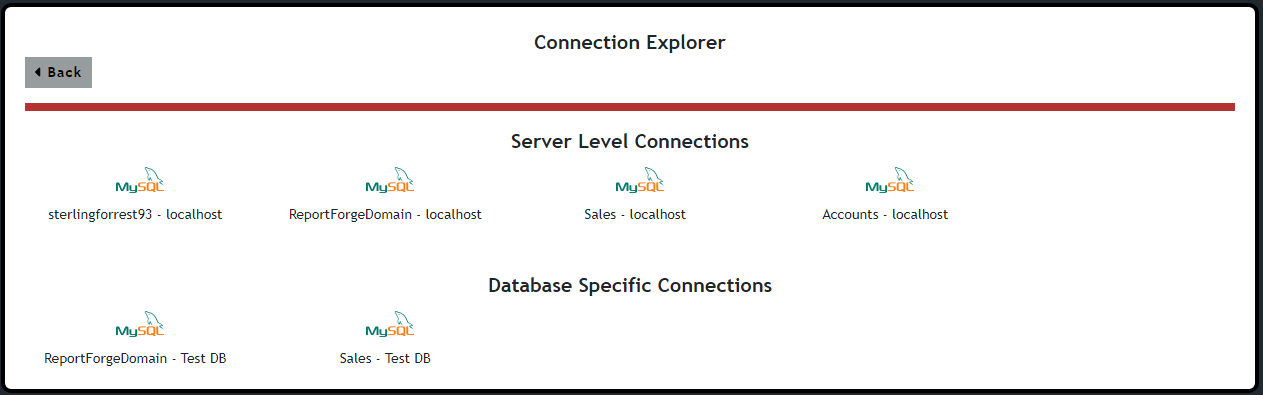 Connection Explorer
Back
Server Level Connections
MySQL MySQL MySQL MySQL
sterlingforrest93 - localhost ReportForgeDomain - localhost Sales - localhost Accounts - localhost
Database Specific Connections
MySQL MySQL
ReportForgeDomain - Test DB Sales - Test DB